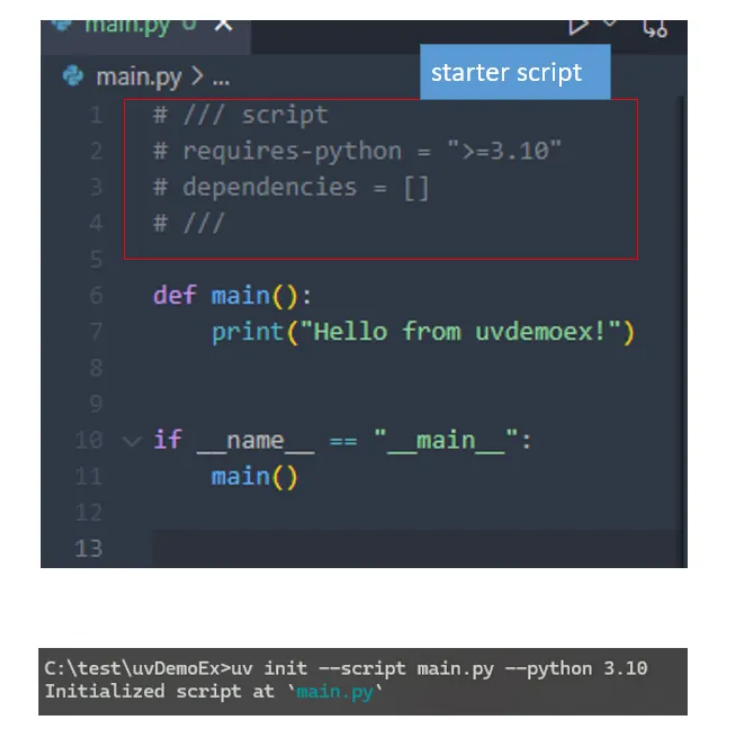 main.py U X
main.py > ...
starter script
1 # /// script
2 # requires-python = ">=3.10"
3 # dependencies = []
4 # ///
5
6 def main():
7 print("Hello from uvdemoex!")
8
9
10 if __name__ == "__main__":
11 main()
12
13
C:\test\uvDemoEx>uv init --script main.py --python 3.10
Initialized script at `main.py`